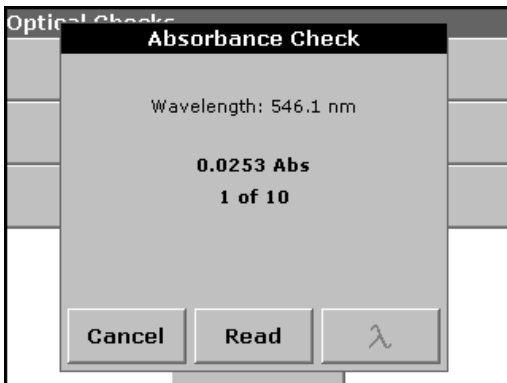 Optical Checks
Absorbance Check
Wavelength: 546.1 nm
0.0253 Abs
1 of 10
Cancel
Read
λ